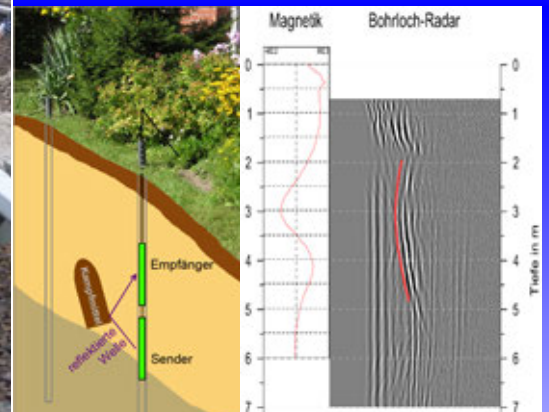 Magnetik
Bohrloch-Radar
0
1
2
3
4
5
6
7
0
1
2
3
4
5
6
7
Tiefe in m
Kampfmittel
Empfänger
reflektierte
Welle
Sender